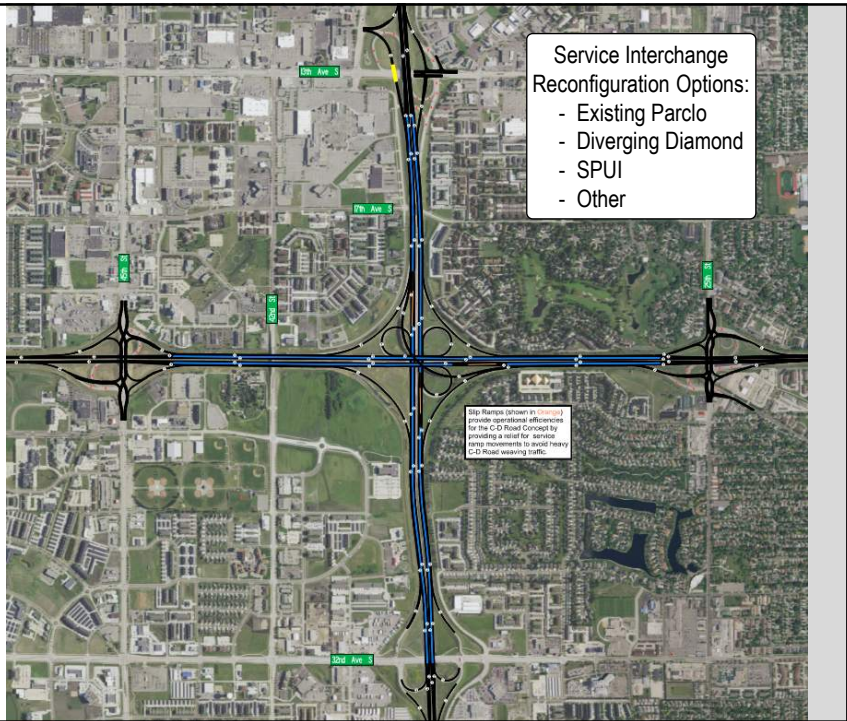 Service Interchange
Reconfiguration Options:
- Existing Parclo
- Diverging Diamond
- SPUI
- Other
13th Ave S
17th Ave S
45th St
42nd St
25th St
Slip Ramps (shown in Orange)
provide operational efficiencies
for the C-D Road Concept by
providing a relief for service
ramp movements to avoid heavy
C-D Road weaving traffic.
32nd Ave S